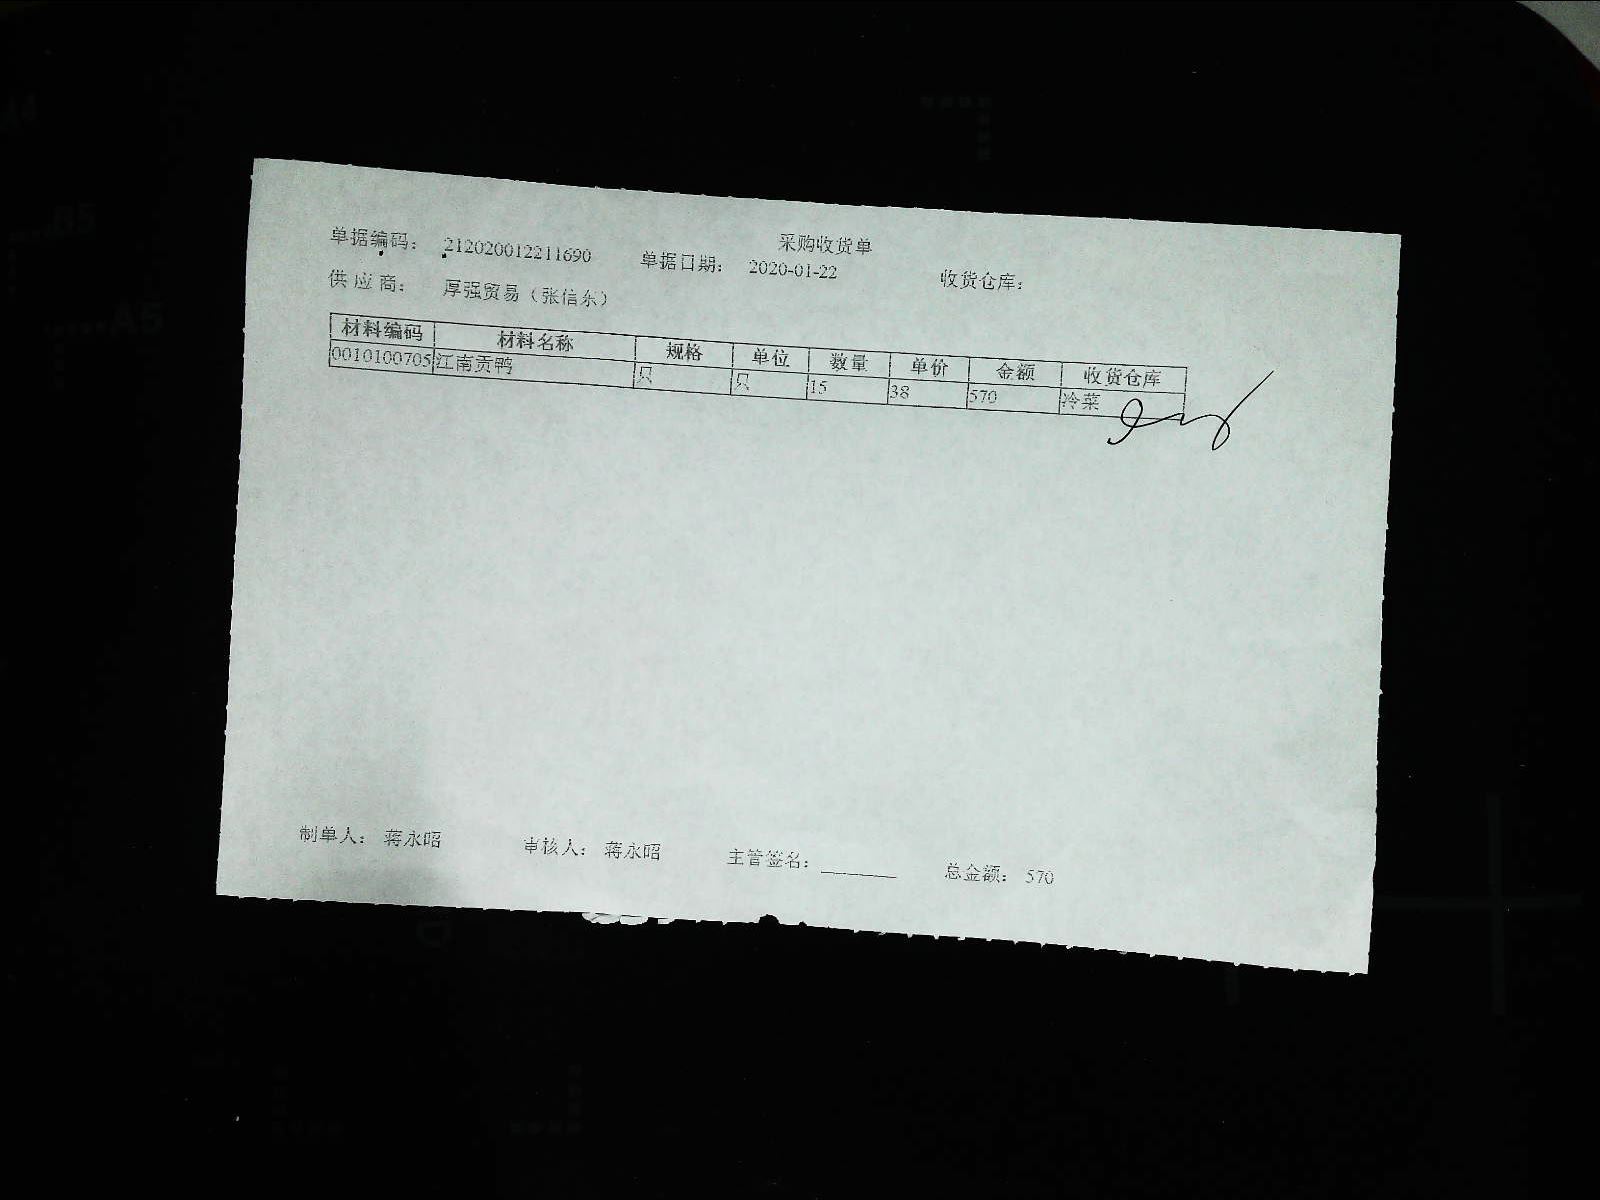 采购收货单
单据编码： 212020012211690 单据日期： 2020-01-22 收货仓库：
供 应 商： 厚强贸易（张信东）
材料编码 材料名称 规格 单位 数量 单价 金额 收货仓库
0010100705 江南贡鸭 只 只 15 38 570 冷菜
制单人： 蒋永昭 审核人： 蒋永昭 主管签名：________ 总金额： 570
B5
A5